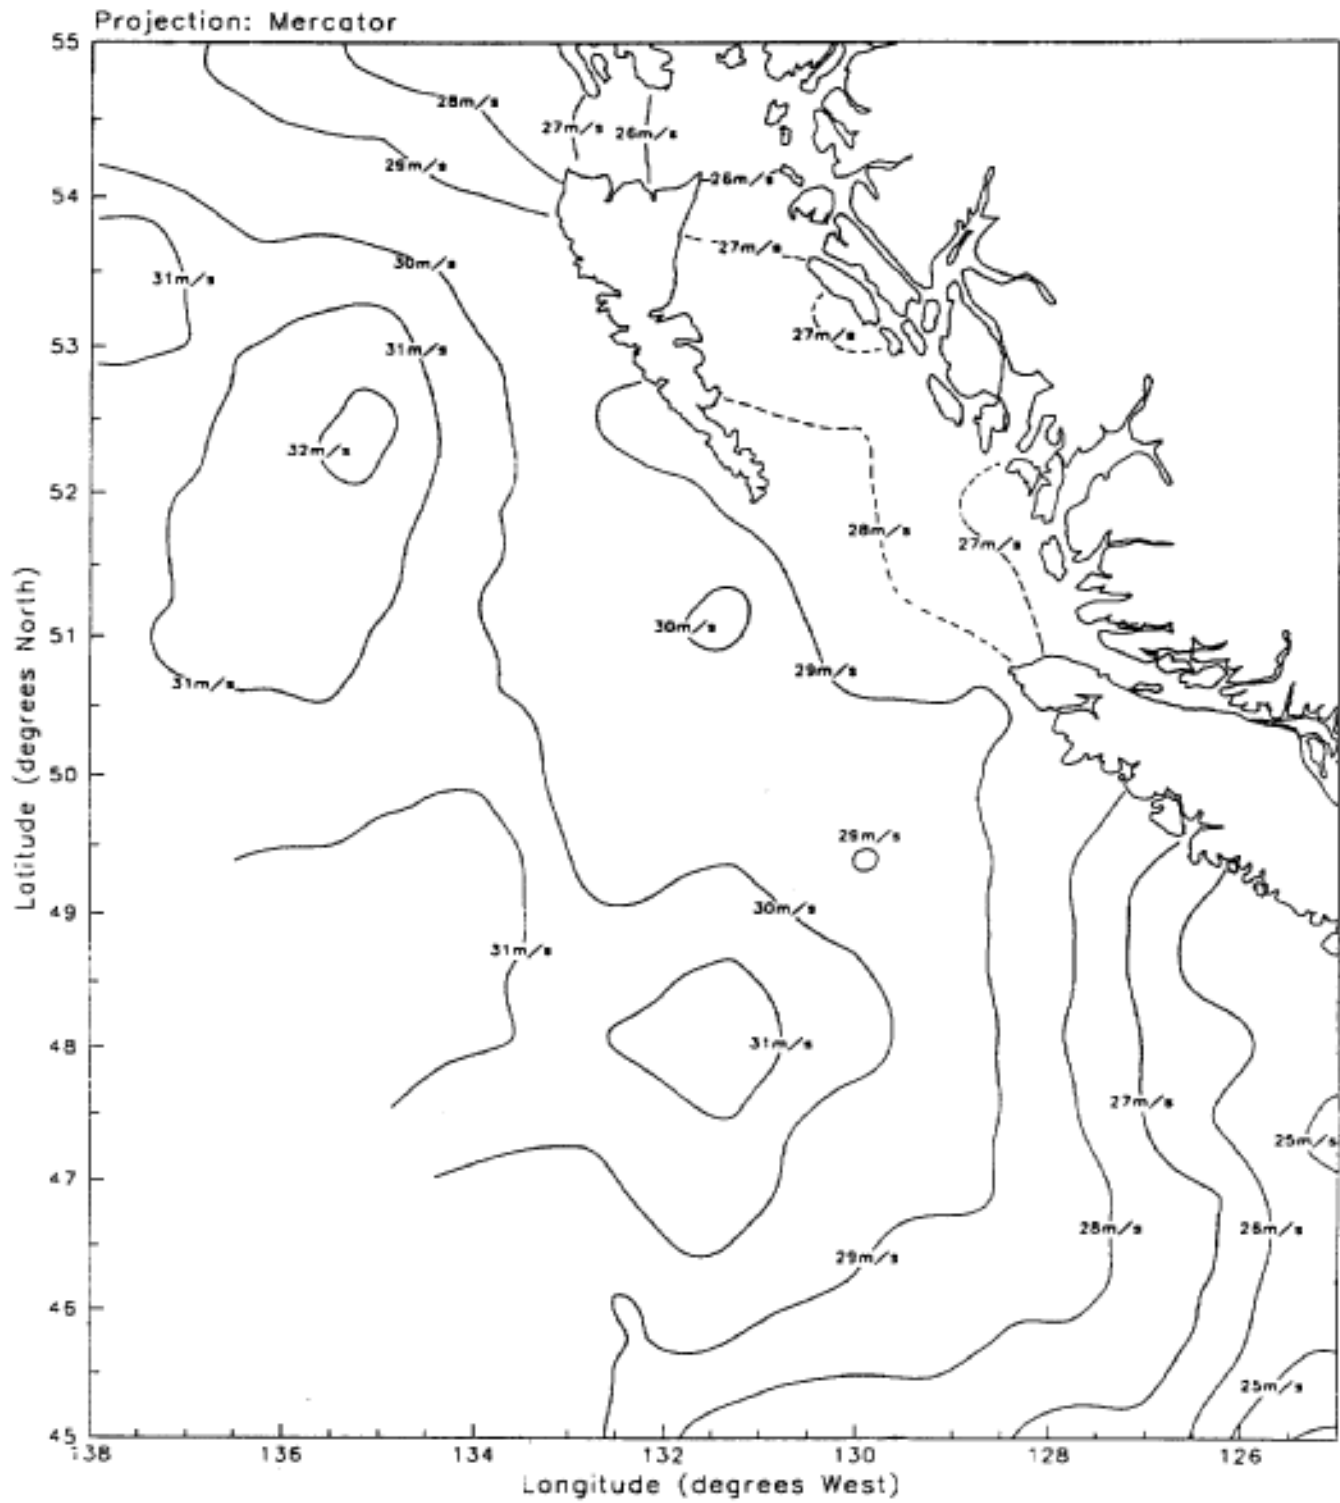 Projection: Mercator
55
28m/s
27m/s
26m/s
29m/s
54
26m/s
27m/s
30m/s
31m/s
27m/s
53
31m/s
32m/s
52
28m/s
27m/s
51
30m/s
29m/s
31m/s
50
29m/s
49
30m/s
31m/s
48
31m/s
27m/s
25m/s
47
28m/s
26m/s
29m/s
46
25m/s
45
138
136
134
132
130
128
126
Longitude (degrees West)
Latitude (degrees North)